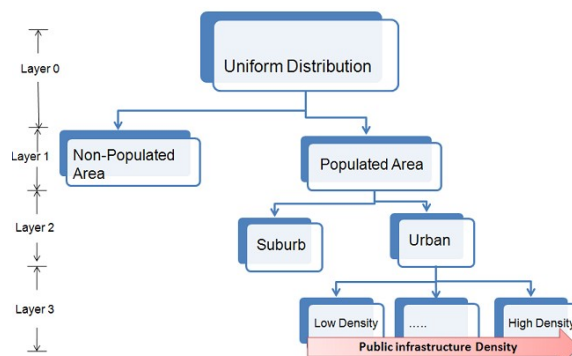 Layer 0
Uniform Distribution
Layer 1
Non-Populated
Area
Populated Area
Layer 2
Suburb
Urban
Layer 3
Low Density
.....
High Density
Public infrastructure Density